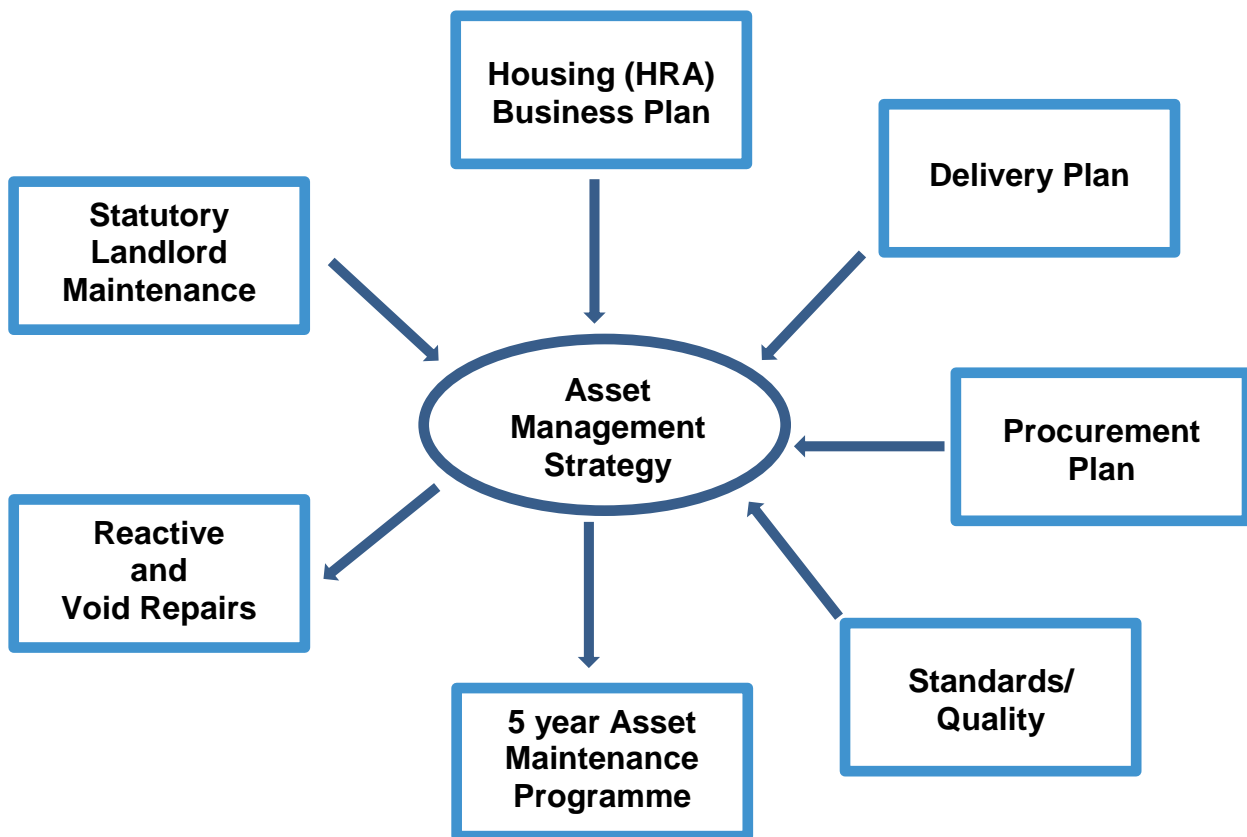 Housing (HRA)
Business Plan
Delivery Plan
Statutory
Landlord
Maintenance
Asset
Management
Strategy
Procurement
Plan
Reactive
and
Void Repairs
Standards/
Quality
5 year Asset
Maintenance
Programme